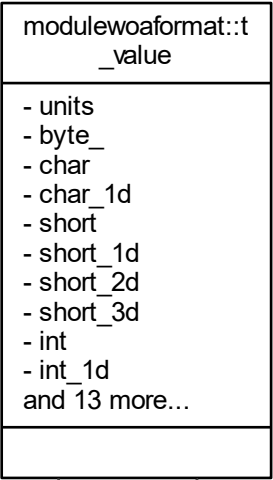 modulewoaformat::t
_value
- units
- byte_
- char
- char_1d
- short
- short_1d
- short_2d
- short_3d
- int
- int_1d
and 13 more...